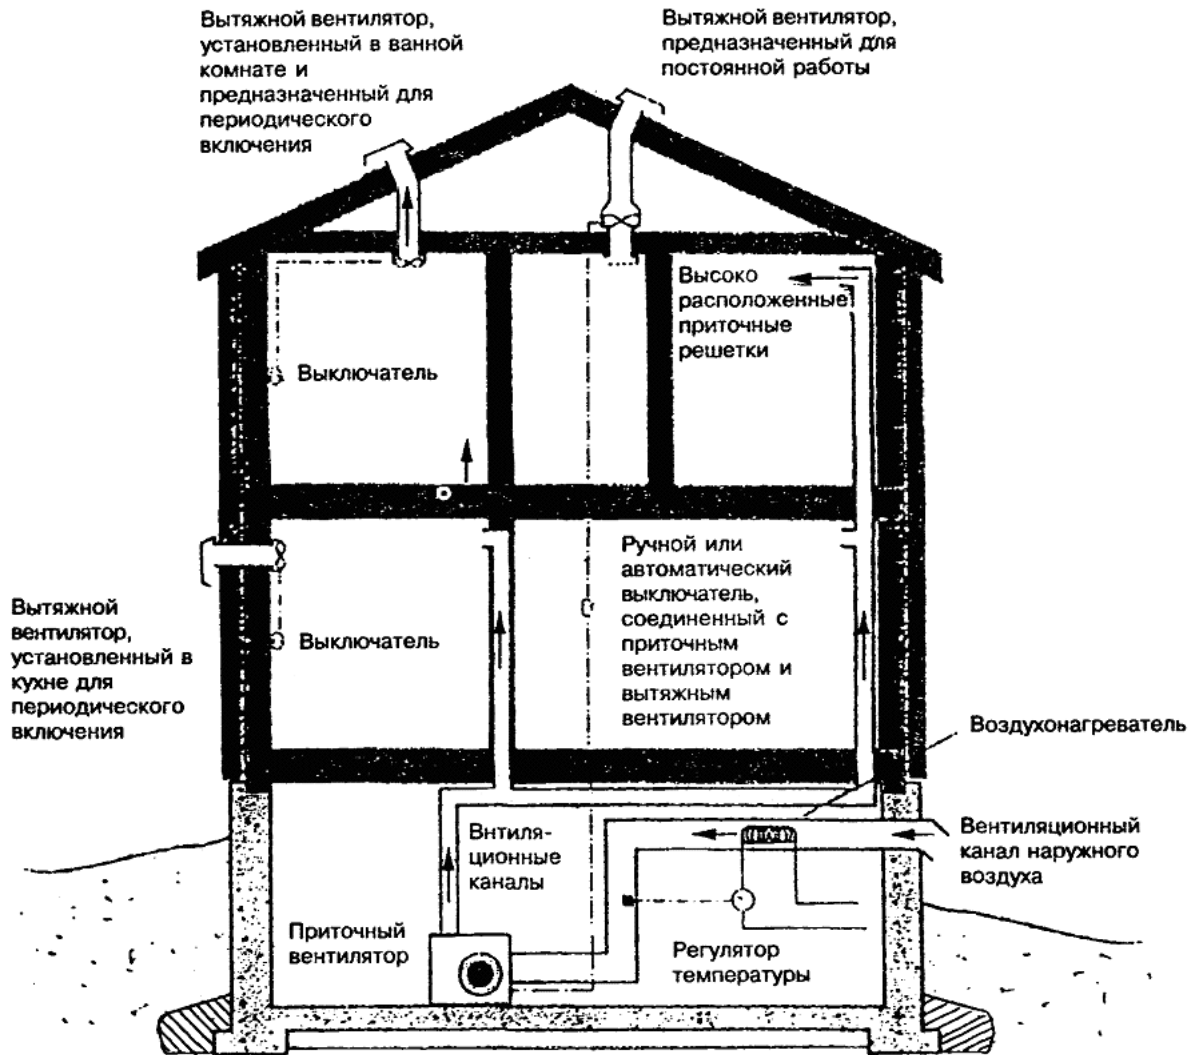 Вытяжной вентилятор,
установленный в ванной
комнате и
предназначенный для
периодического
включения
Вытяжной вентилятор,
предназначенный для
постоянной работы
Высоко
расположенные
приточные
решетки
Выключатель
Ручной или
автоматический
выключатель,
соединенный с
приточным
вентилятором и
вытяжным
вентилятором
Вытяжной
вентилятор,
установленный в
кухне для
периодического
включения
Выключатель
Воздухонагреватель
Внтиля-
ционные
каналы
Вентиляционный
канал наружного
воздуха
Приточный
вентилятор
Регулятор
температуры